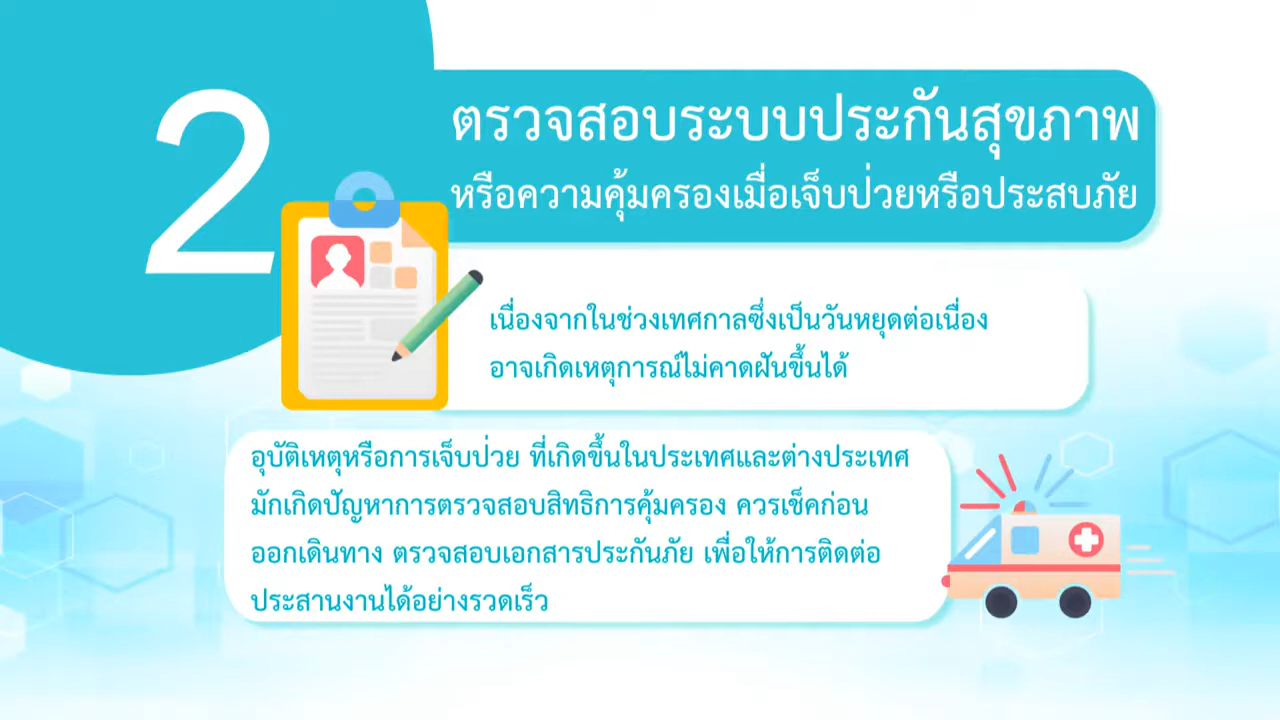 2
ตรวจสอบระบบประกันสุขภาพ
หรือความคุ้มครองเมื่อเจ็บป่วยหรือประสบภัย
เนื่องจากในช่วงเทศกาลซึ่งเป็นวันหยุดต่อเนื่อง
อาจเกิดเหตุการณ์ไม่คาดฝันขึ้นได้
อุบัติเหตุหรือการเจ็บป่วย ที่เกิดขึ้นในประเทศและต่างประเทศ
มักเกิดปัญหาการตรวจสอบสิทธิการคุ้มครอง ควรเช็คก่อน
ออกเดินทาง ตรวจสอบเอกสารประกันภัย เพื่อให้การติดต่อ
ประสานงานได้อย่างรวดเร็ว